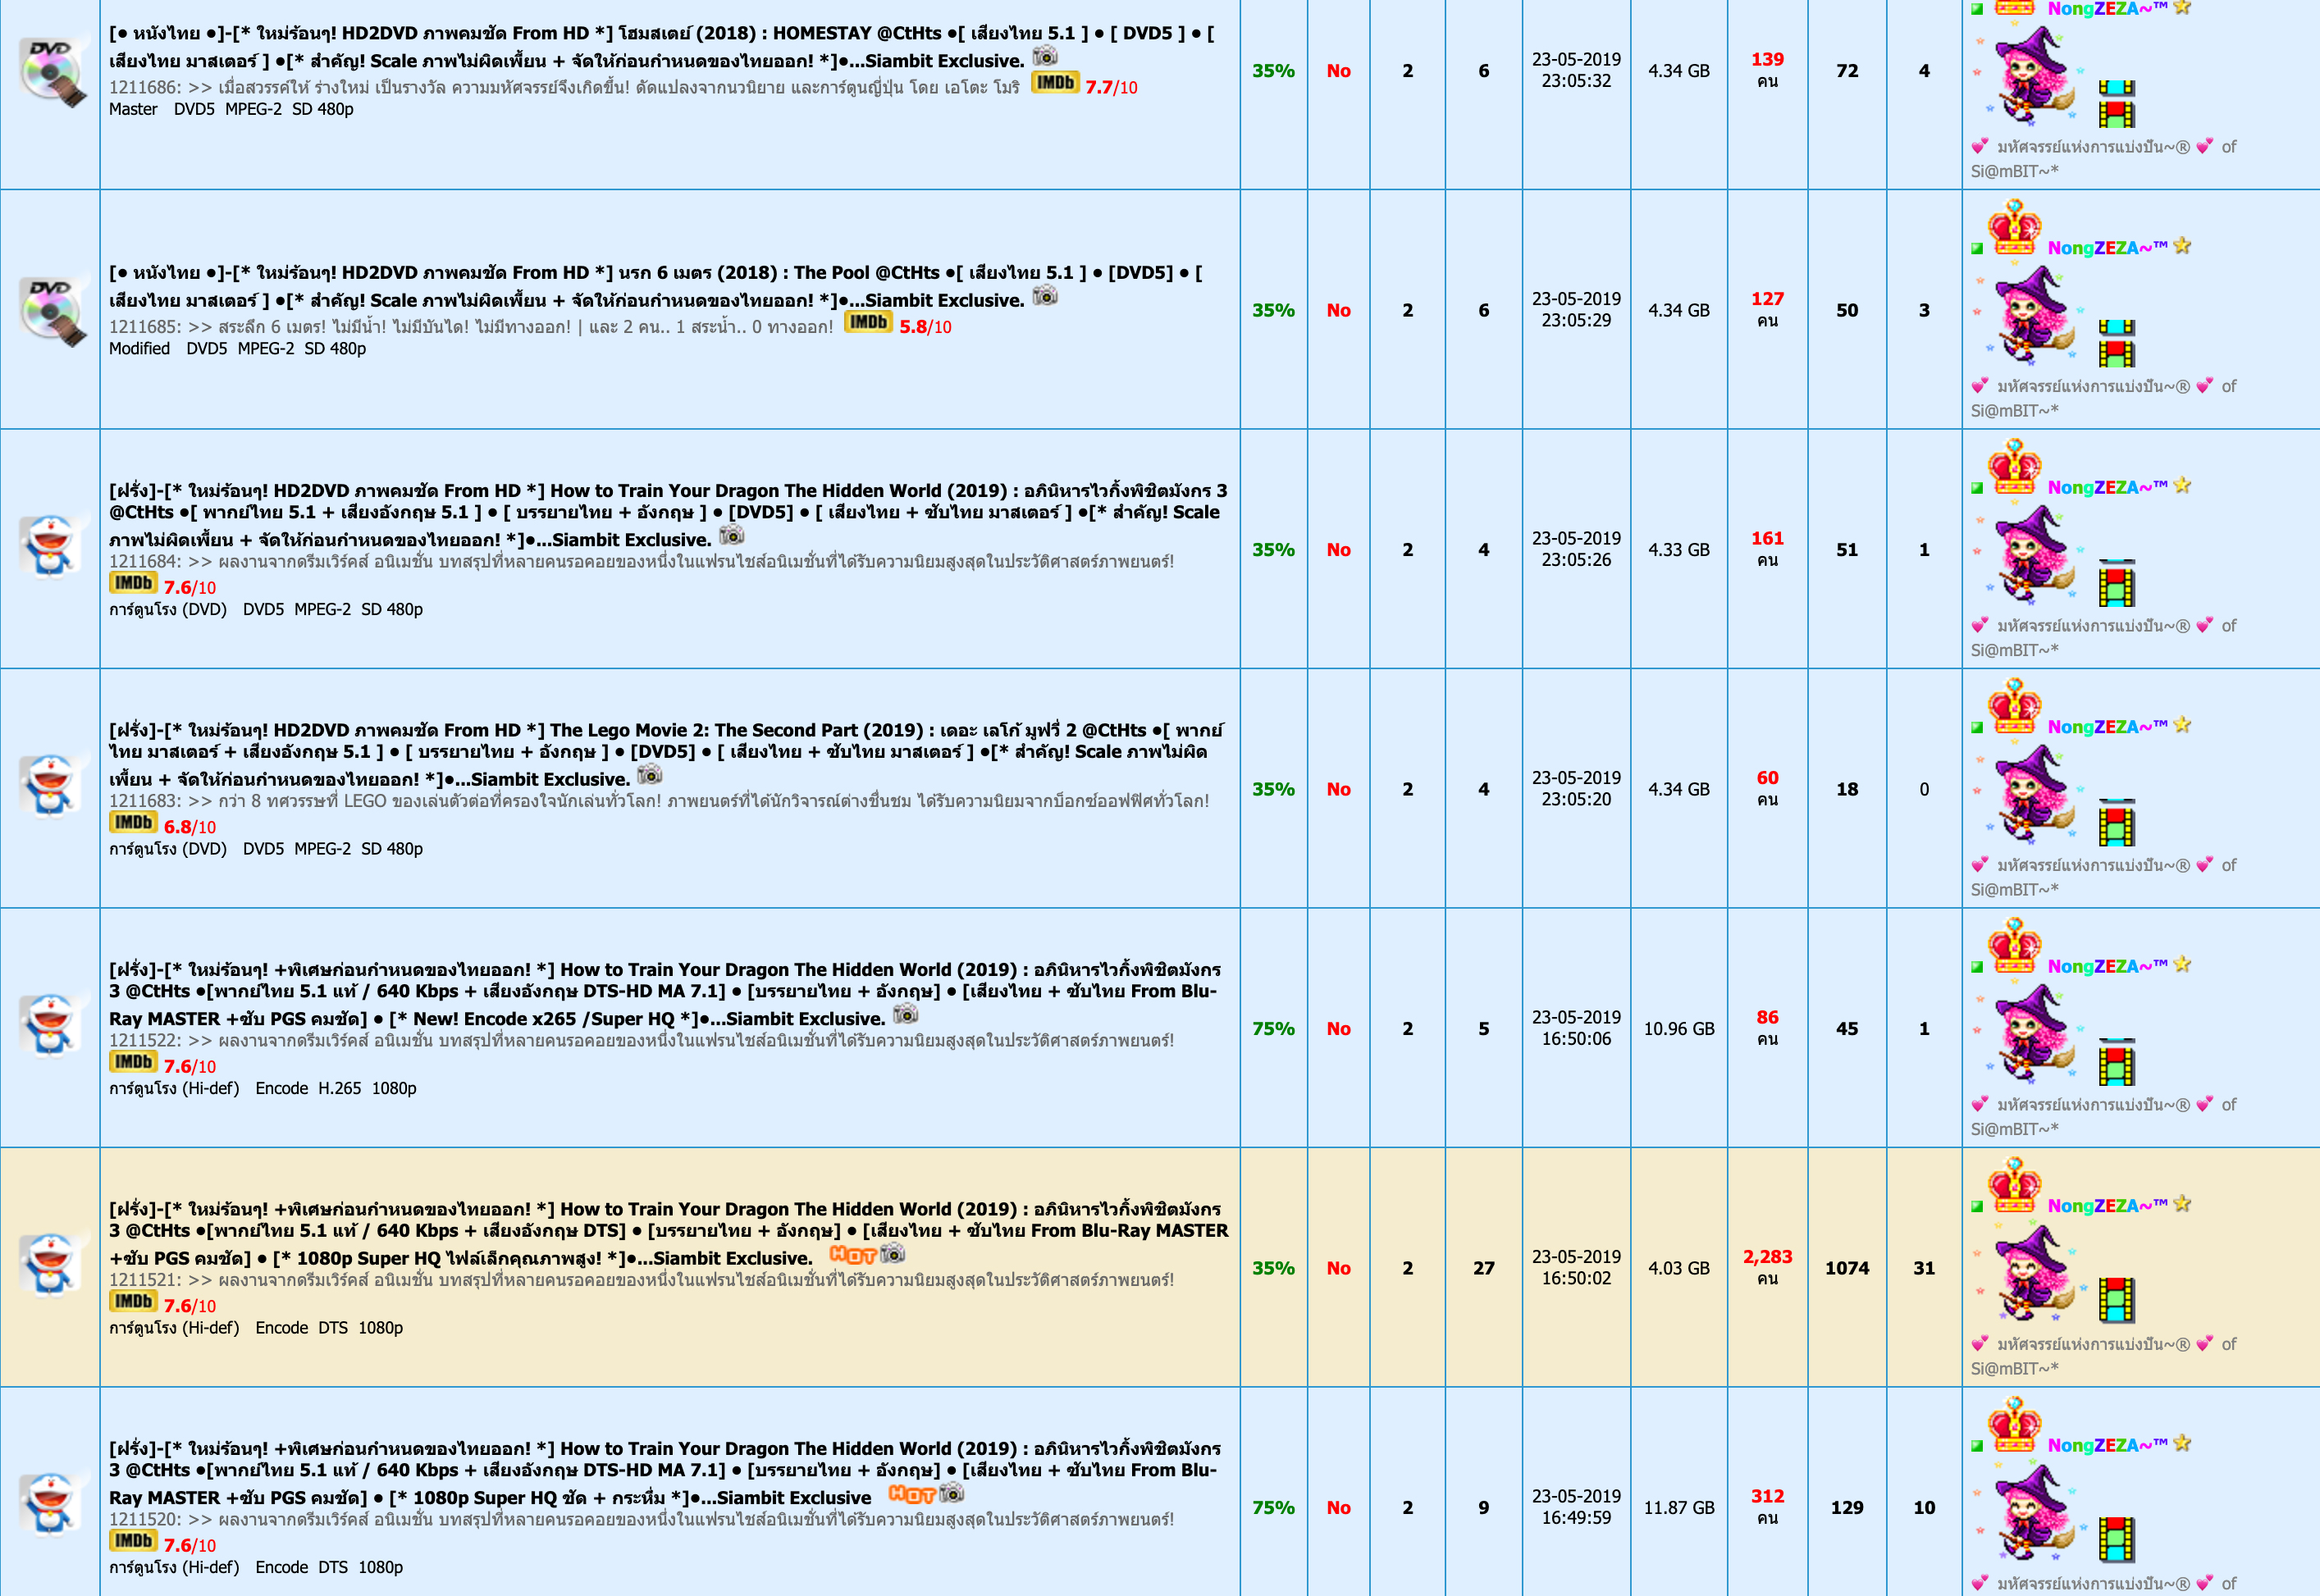 NongZEZA~™
DVD
[● หนังไทย ●]-[* ใหม่ร้อนๆ! HD2DVD ภาพคมชัด From HD *] โฮมสเตย์ (2018) : HOMESTAY @CtHts ●[ เสียงไทย 5.1 ] ● [ DVD5 ] ● [
เสียงไทย มาสเตอร์ ] ●[* สำคัญ! Scale ภาพไม่ผิดเพี้ยน + จัดให้ก่อนกำหนดของไทยออก! *]●...Siambit Exclusive.
1211686: >> เมื่อสวรรค์ให้ ร่างใหม่ เป็นรางวัล ความมหัศจรรย์จึงเกิดขึ้น! ดัดแปลงจากนวนิยาย และการ์ตูนญี่ปุ่น โดย เอโตะ โมริ IMDb 7.7/10
Master DVD5 MPEG-2 SD 480p
35% No 2 6 23-05-2019 4.34 GB 139 72 4
23:05:32 คน
💕 มหัศจรรย์แห่งการแบ่งปัน~® 💕 of
Si@mBIT~*
DVD
[● หนังไทย ●]-[* ใหม่ร้อนๆ! HD2DVD ภาพคมชัด From HD *] นรก 6 เมตร (2018) : The Pool @CtHts ●[ เสียงไทย 5.1 ] ● [DVD5] ● [
เสียงไทย มาสเตอร์ ] ●[* สำคัญ! Scale ภาพไม่ผิดเพี้ยน + จัดให้ก่อนกำหนดของไทยออก! *]●...Siambit Exclusive.
1211685: >> สระลึก 6 เมตร! ไม่มีน้ำ! ไม่มีบันได! ไม่มีทางออก! | และ 2 คน.. 1 สระน้ำ.. 0 ทางออก! IMDb 5.8/10
Modified DVD5 MPEG-2 SD 480p
35% No 2 6 23-05-2019 4.34 GB 127 50 3
23:05:29 คน
NongZEZA~™
💕 มหัศจรรย์แห่งการแบ่งปัน~® 💕 of
Si@mBIT~*
[ฝรั่ง]-[* ใหม่ร้อนๆ! HD2DVD ภาพคมชัด From HD *] How to Train Your Dragon The Hidden World (2019) : อภินิหารไวกิ้งพิชิตมังกร 3
@CtHts ●[ พากย์ไทย 5.1 + เสียงอังกฤษ 5.1 ] ● [ บรรยายไทย + อังกฤษ ] ● [DVD5] ● [ เสียงไทย + ซับไทย มาสเตอร์ ] ●[* สำคัญ! Scale
ภาพไม่ผิดเพี้ยน + จัดให้ก่อนกำหนดของไทยออก! *]●...Siambit Exclusive.
1211684: >> ผลงานจากดรีมเวิร์คส์ อนิเมชั่น บทสรุปที่หลายคนรอคอยของหนึ่งในแฟรนไชส์อนิเมชั่นที่ได้รับความนิยมสูงสุดในประวัติศาสตร์ภาพยนตร์!
IMDb 7.6/10
การ์ตูนโรง (DVD) DVD5 MPEG-2 SD 480p
35% No 2 4 23-05-2019 4.33 GB 161 51 1
23:05:26 คน
NongZEZA~™
💕 มหัศจรรย์แห่งการแบ่งปัน~® 💕 of
Si@mBIT~*
[ฝรั่ง]-[* ใหม่ร้อนๆ! HD2DVD ภาพคมชัด From HD *] The Lego Movie 2: The Second Part (2019) : เดอะ เลโก้ มูฟวี่ 2 @CtHts ●[ พากย์
ไทย มาสเตอร์ + เสียงอังกฤษ 5.1 ] ● [ บรรยายไทย + อังกฤษ ] ● [DVD5] ● [ เสียงไทย + ซับไทย มาสเตอร์ ] ●[* สำคัญ! Scale ภาพไม่ผิด
เพี้ยน + จัดให้ก่อนกำหนดของไทยออก! *]●...Siambit Exclusive.
1211683: >> กว่า 8 ทศวรรษที่ LEGO ของเล่นตัวต่อที่ครองใจนักเล่นทั่วโลก! ภาพยนตร์ที่ได้นักวิจารณ์ต่างชื่นชม ได้รับความนิยมจากบ็อกซ์ออฟฟิศทั่วโลก!
IMDb 6.8/10
การ์ตูนโรง (DVD) DVD5 MPEG-2 SD 480p
35% No 2 4 23-05-2019 4.34 GB 60 18 0
23:05:20 คน
NongZEZA~™
💕 มหัศจรรย์แห่งการแบ่งปัน~® 💕 of
Si@mBIT~*
[ฝรั่ง]-[* ใหม่ร้อนๆ! +พิเศษก่อนกำหนดของไทยออก! *] How to Train Your Dragon The Hidden World (2019) : อภินิหารไวกิ้งพิชิตมังกร
3 @CtHts ●[พากย์ไทย 5.1 แท้ / 640 Kbps + เสียงอังกฤษ DTS-HD MA 7.1] ● [บรรยายไทย + อังกฤษ] ● [เสียงไทย + ซับไทย From Blu-
Ray MASTER +ซับ PGS คมชัด] ● [* New! Encode x265 /Super HQ *]●...Siambit Exclusive.
1211522: >> ผลงานจากดรีมเวิร์คส์ อนิเมชั่น บทสรุปที่หลายคนรอคอยของหนึ่งในแฟรนไชส์อนิเมชั่นที่ได้รับความนิยมสูงสุดในประวัติศาสตร์ภาพยนตร์!
IMDb 7.6/10
การ์ตูนโรง (Hi-def) Encode H.265 1080p
75% No 2 5 23-05-2019 10.96 GB 86 45 1
16:50:06 คน
NongZEZA~™
💕 มหัศจรรย์แห่งการแบ่งปัน~® 💕 of
Si@mBIT~*
[ฝรั่ง]-[* ใหม่ร้อนๆ! +พิเศษก่อนกำหนดของไทยออก! *] How to Train Your Dragon The Hidden World (2019) : อภินิหารไวกิ้งพิชิตมังกร
3 @CtHts ●[พากย์ไทย 5.1 แท้ / 640 Kbps + เสียงอังกฤษ DTS] ● [บรรยายไทย + อังกฤษ] ● [เสียงไทย + ซับไทย From Blu-Ray MASTER
+ซับ PGS คมชัด] ● [* 1080p Super HQ ไฟล์เล็กคุณภาพสูง! *]●...Siambit Exclusive. HOT
1211521: >> ผลงานจากดรีมเวิร์คส์ อนิเมชั่น บทสรุปที่หลายคนรอคอยของหนึ่งในแฟรนไชส์อนิเมชั่นที่ได้รับความนิยมสูงสุดในประวัติศาสตร์ภาพยนตร์!
IMDb 7.6/10
การ์ตูนโรง (Hi-def) Encode DTS 1080p
35% No 2 27 23-05-2019 4.03 GB 2,283 1074 31
16:50:02 คน
NongZEZA~™
💕 มหัศจรรย์แห่งการแบ่งปัน~® 💕 of
Si@mBIT~*
[ฝรั่ง]-[* ใหม่ร้อนๆ! +พิเศษก่อนกำหนดของไทยออก! *] How to Train Your Dragon The Hidden World (2019) : อภินิหารไวกิ้งพิชิตมังกร
3 @CtHts ●[พากย์ไทย 5.1 แท้ / 640 Kbps + เสียงอังกฤษ DTS-HD MA 7.1] ● [บรรยายไทย + อังกฤษ] ● [เสียงไทย + ซับไทย From Blu-
Ray MASTER +ซับ PGS คมชัด] ● [* 1080p Super HQ ชัด + กระหึ่ม *]●...Siambit Exclusive HOT
1211520: >> ผลงานจากดรีมเวิร์คส์ อนิเมชั่น บทสรุปที่หลายคนรอคอยของหนึ่งในแฟรนไชส์อนิเมชั่นที่ได้รับความนิยมสูงสุดในประวัติศาสตร์ภาพยนตร์!
IMDb 7.6/10
การ์ตูนโรง (Hi-def) Encode DTS 1080p
75% No 2 9 23-05-2019 11.87 GB 312 129 10
16:49:59 คน
NongZEZA~™
💕 มหัศจรรย์แห่งการแบ่งปัน~® 💕 of